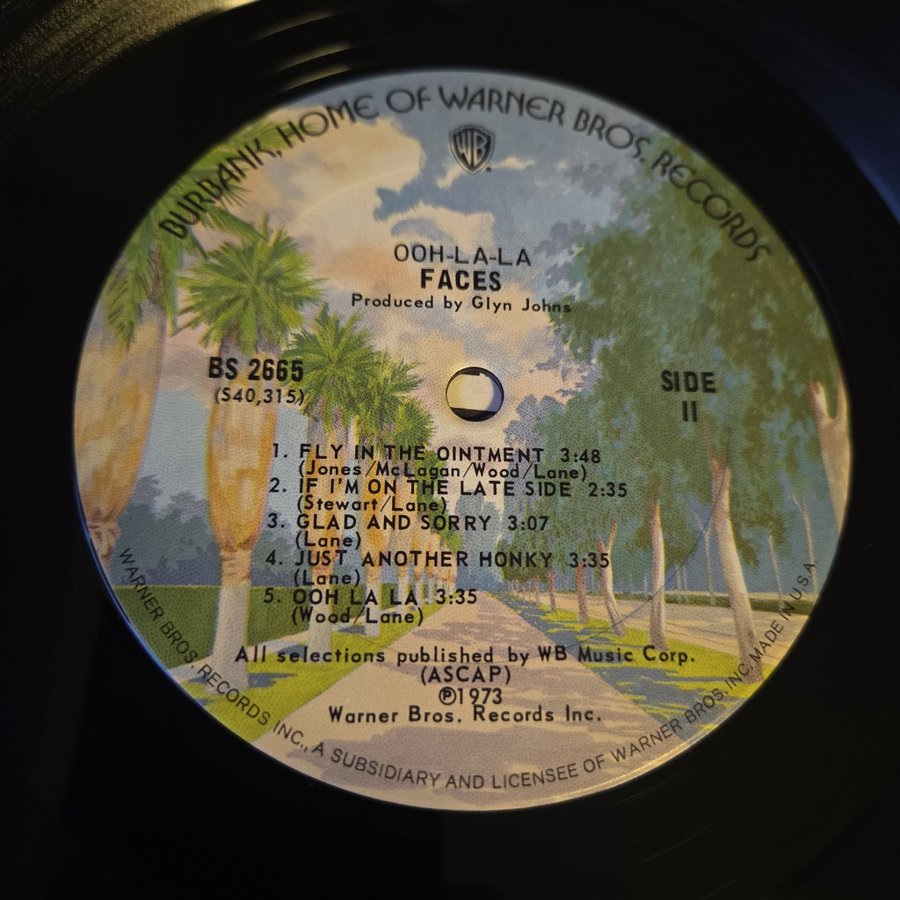 BURBANK, HOME OF WARNER BROS. RECORDS
WB
OOH-LA-LA
FACES
Produced by Glyn Johns
BS 2665
(S40,315)
SIDE
II
1. FLY IN THE OINTMENT 3:48
(Jones/McLagan/Wood/Lane)
2. IF I'M ON THE LATE SIDE 2:35
(Stewart/Lane)
3. GLAD AND SORRY 3:07
(Lane)
4. JUST ANOTHER HONKY 3:35
(Lane)
5. OOH LA LA 3:35
(Wood/Lane)
All selections published by WB Music Corp.
(ASCAP)
℗1973
Warner Bros. Records Inc.
WARNER BROS. RECORDS INC., A SUBSIDIARY AND LICENSEE OF WARNER BROS. INC. MADE IN U.S.A.